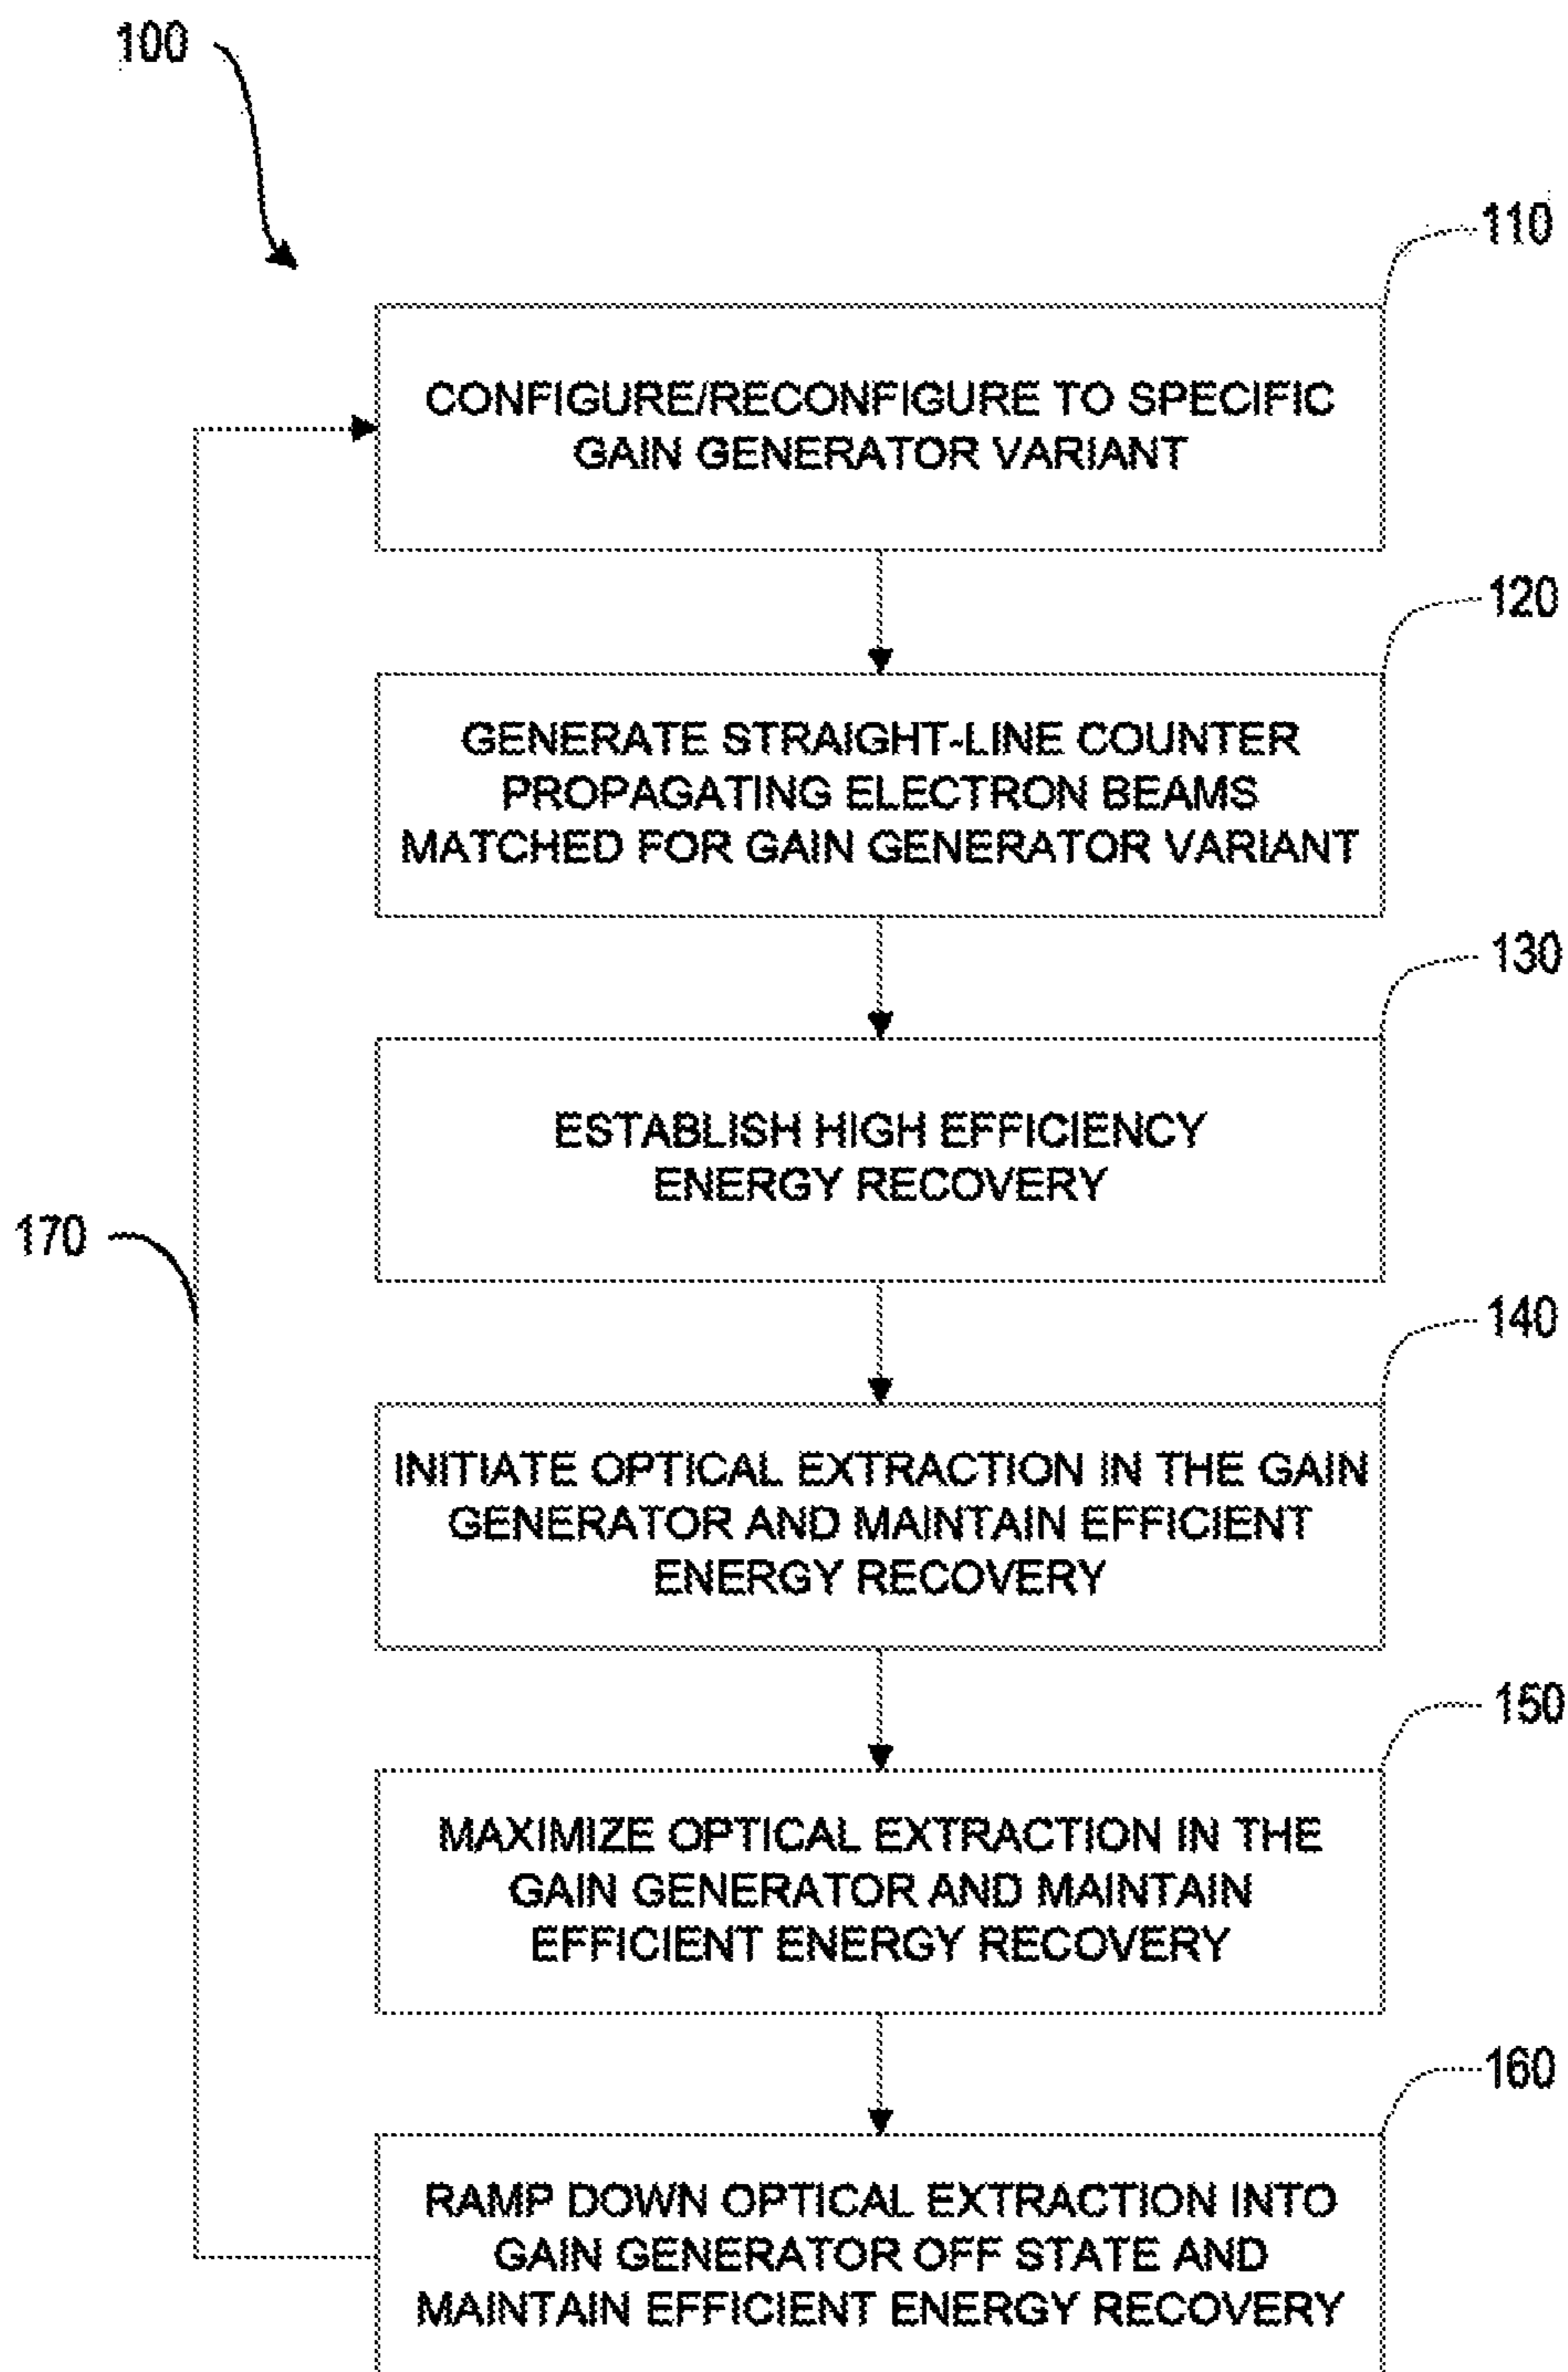 100
110
CONFIGURE/RECONFIGURE TO SPECIFIC
GAIN GENERATOR VARIANT
120
GENERATE STRAIGHT-LINE COUNTER
PROPAGATING ELECTRON BEAMS
MATCHED FOR GAIN GENERATOR VARIANT
130
ESTABLISH HIGH EFFICIENCY
ENERGY RECOVERY
170
140
INITIATE OPTICAL EXTRACTION IN THE GAIN
GENERATOR AND MAINTAIN EFFICIENT
ENERGY RECOVERY
150
MAXIMIZE OPTICAL EXTRACTION IN THE
GAIN GENERATOR AND MAINTAIN
EFFICIENT ENERGY RECOVERY
160
RAMP DOWN OPTICAL EXTRACTION INTO
GAIN GENERATOR OFF STATE AND
MAINTAIN EFFICIENT ENERGY RECOVERY